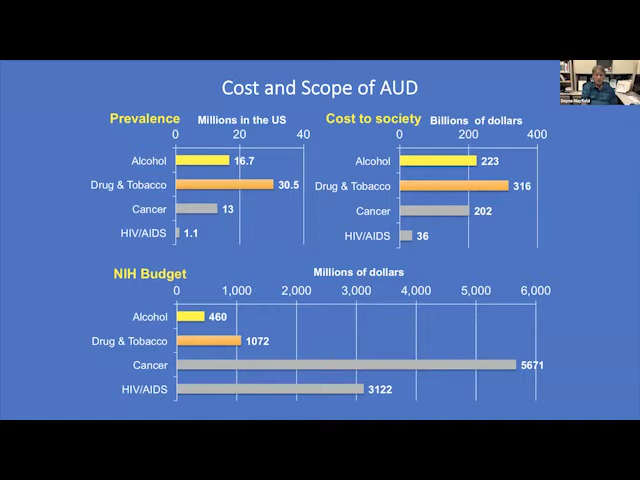 Cost and Scope of AUD
Prevalence Millions in the US
0 20 40
Alcohol 16.7
Drug & Tobacco 30.5
Cancer 13
HIV/AIDS 1.1
Cost to society Billions of dollars
0 200 400
Alcohol 223
Drug & Tobacco 316
Cancer 202
HIV/AIDS 36
NIH Budget Millions of dollars
0 1,000 2,000 3,000 4,000 5,000 6,000
Alcohol 460
Drug & Tobacco 1072
Cancer 5671
HIV/AIDS 3122